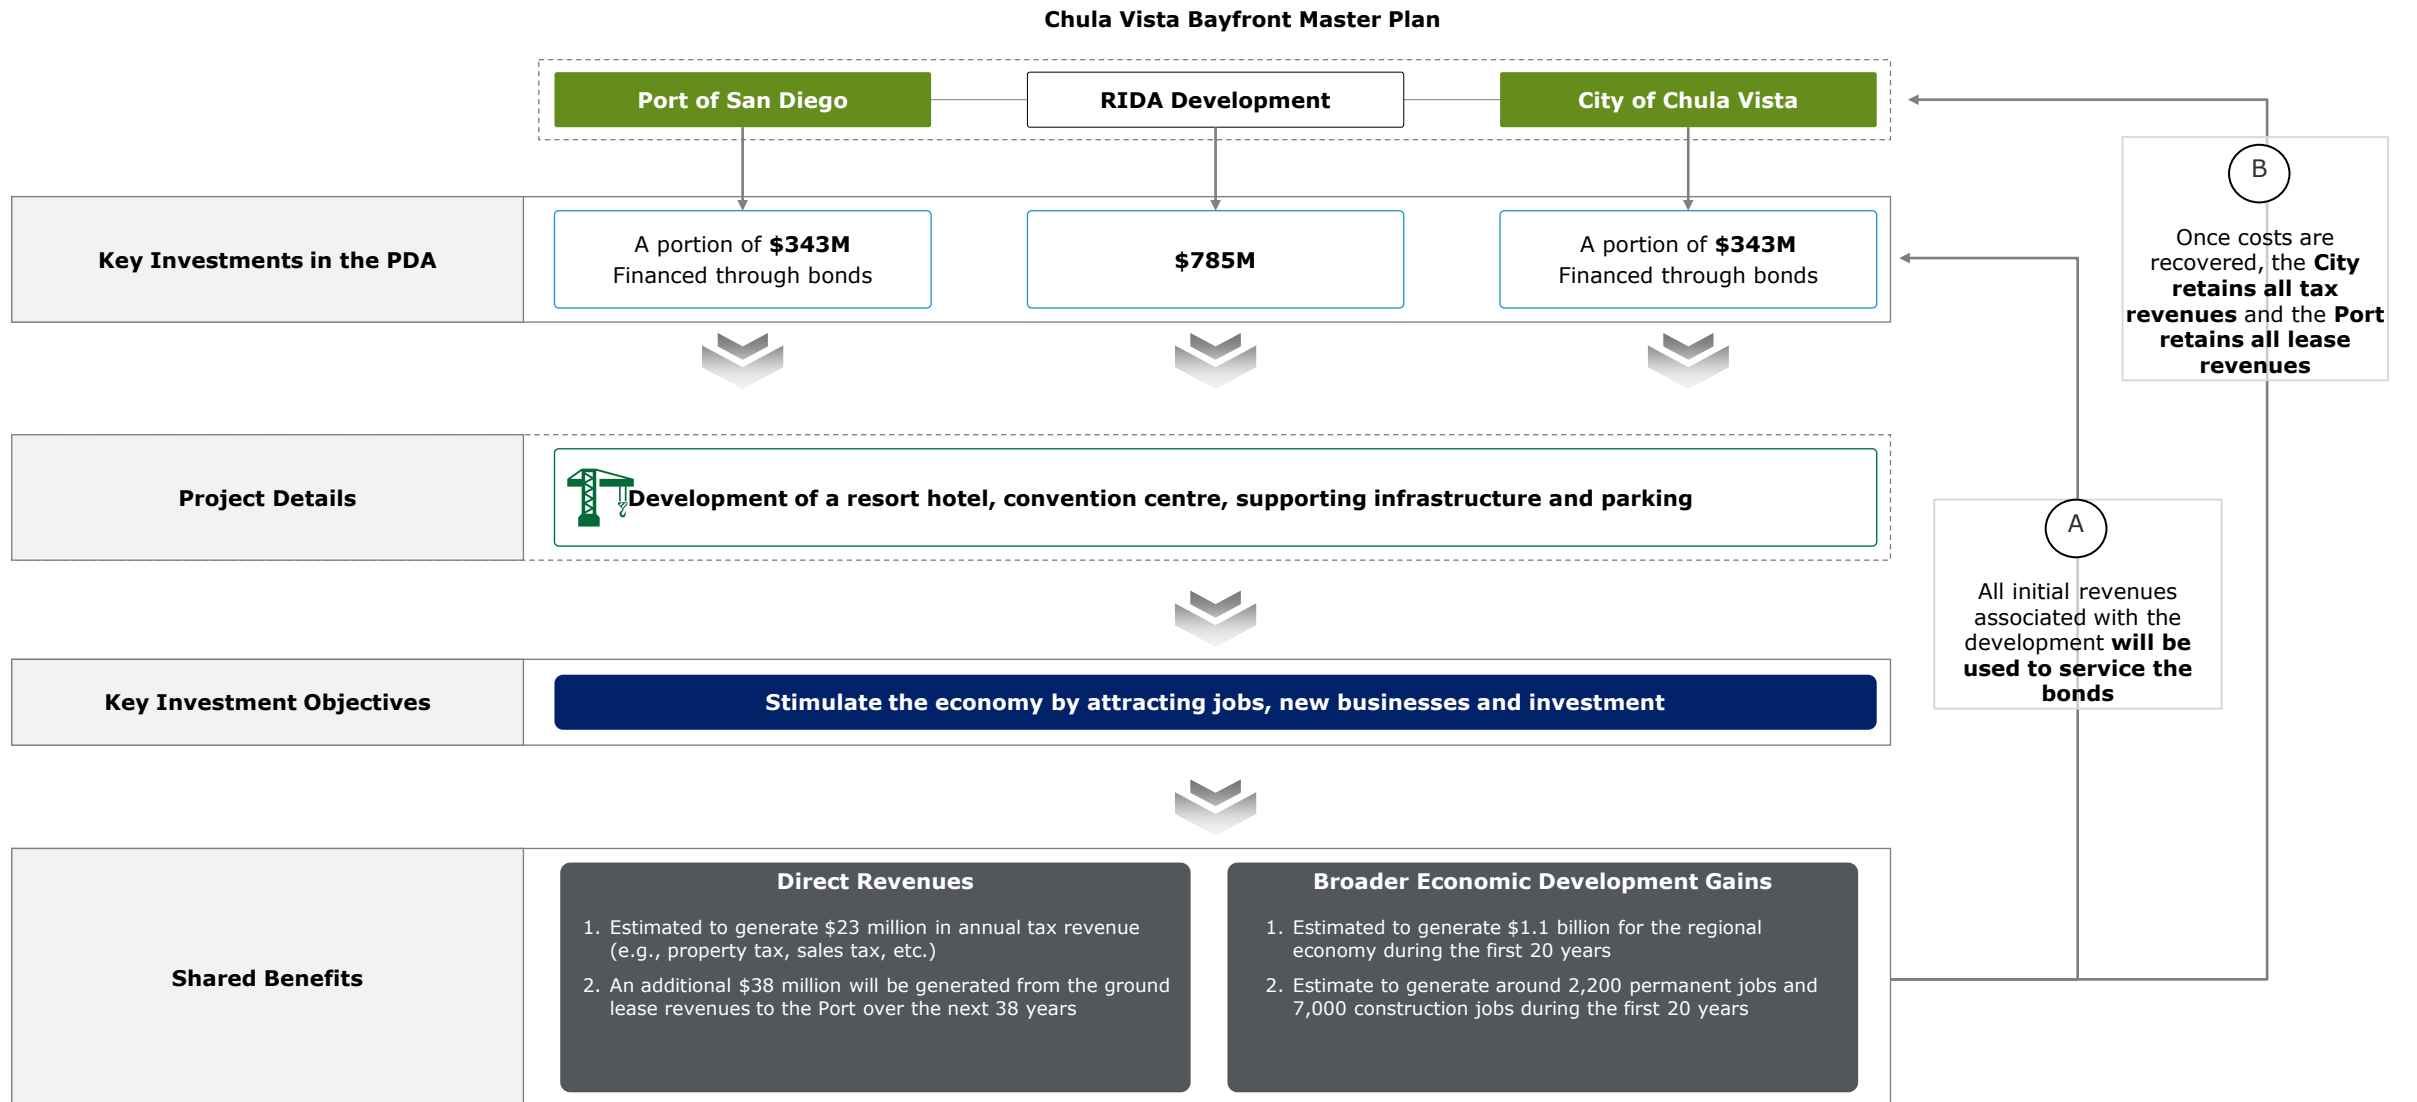 Chula Vista Bayfront Master Plan
Port of San Diego
RIDA Development
City of Chula Vista
Key Investments in the PDA
A portion of $343M
Financed through bonds
$785M
A portion of $343M
Financed through bonds
B
Once costs are
recovered, the City
retains all tax
revenues and the Port
retains all lease
revenues
Project Details
Development of a resort hotel, convention centre, supporting infrastructure and parking
A
All initial revenues
associated with the
development will be
used to service the
bonds
Key Investment Objectives
Stimulate the economy by attracting jobs, new businesses and investment
Shared Benefits
Direct Revenues
1. Estimated to generate $23 million in annual tax revenue
(e.g., property tax, sales tax, etc.)
2. An additional $38 million will be generated from the ground
lease revenues to the Port over the next 38 years
Broader Economic Development Gains
1. Estimated to generate $1.1 billion for the regional
economy during the first 20 years
2. Estimate to generate around 2,200 permanent jobs and
7,000 construction jobs during the first 20 years